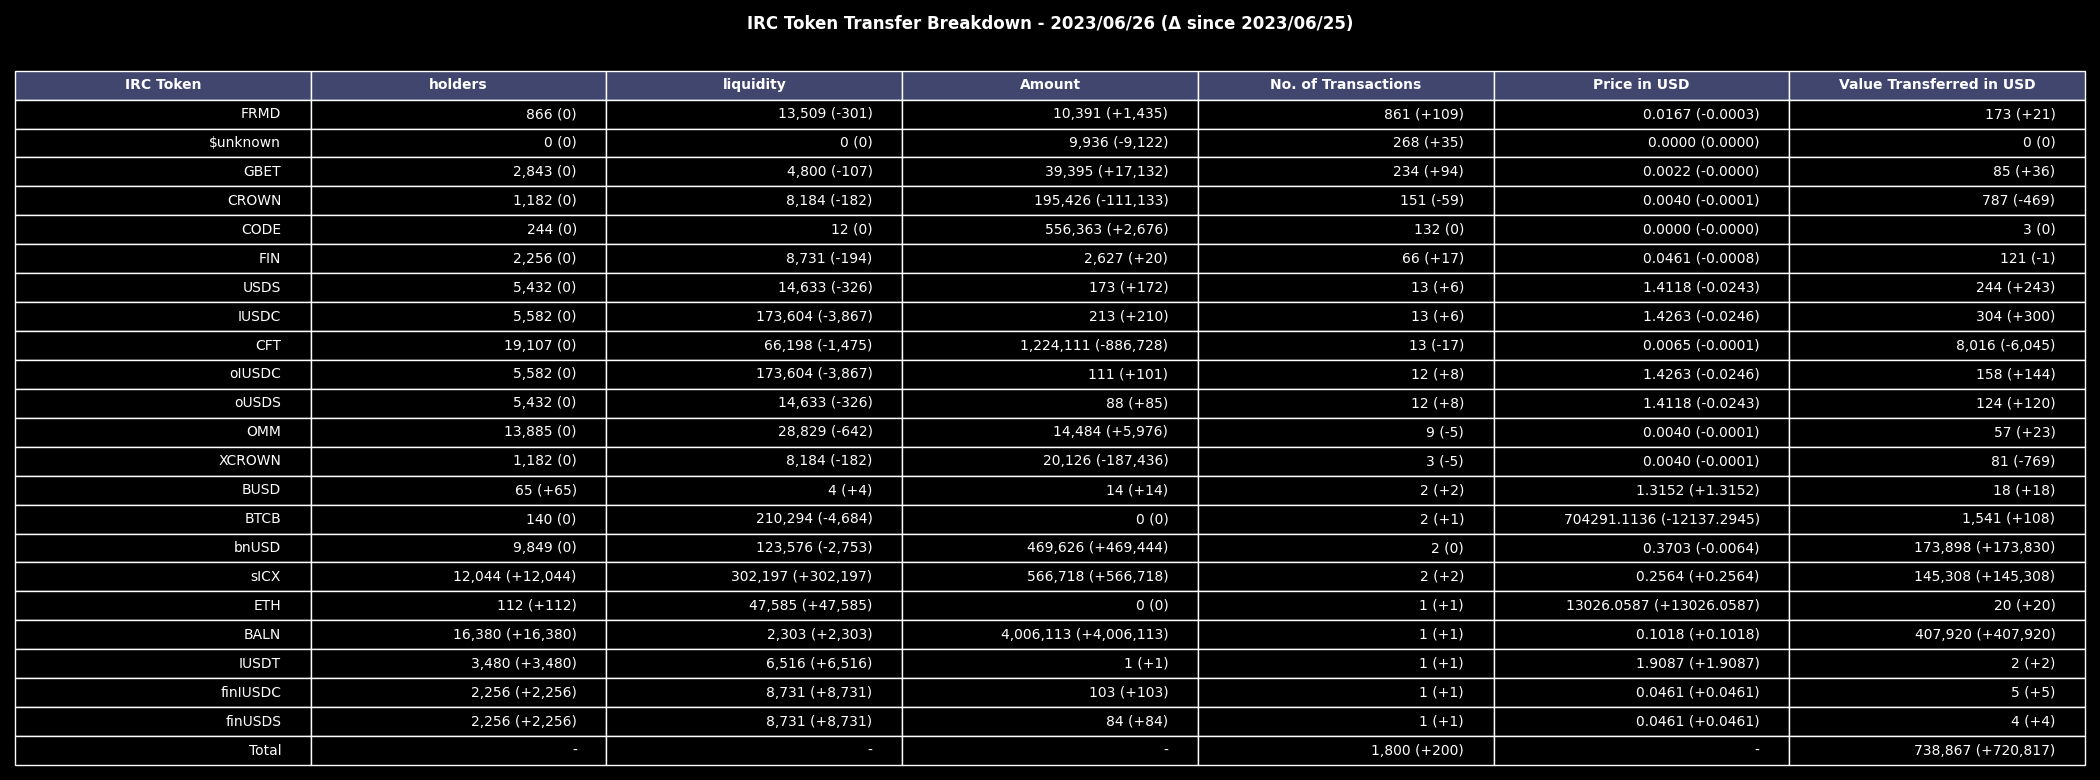 IRC Token Transfer Breakdown - 2023/06/26 (Δ since 2023/06/25)
IRC Token holders liquidity Amount No. of Transactions Price in USD Value Transferred in USD
FRMD 866 (0) 13,509 (-301) 10,391 (+1,435) 861 (+109) 0.0167 (-0.0003) 173 (+21)
$unknown 0 (0) 0 (0) 9,936 (-9,122) 268 (+35) 0.0000 (0.0000) 0 (0)
GBET 2,843 (0) 4,800 (-107) 39,395 (+17,132) 234 (+94) 0.0022 (-0.0000) 85 (+36)
CROWN 1,182 (0) 8,184 (-182) 195,426 (-111,133) 151 (-59) 0.0040 (-0.0001) 787 (-469)
CODE 244 (0) 12 (0) 556,363 (+2,676) 132 (0) 0.0000 (-0.0000) 3 (0)
FIN 2,256 (0) 8,731 (-194) 2,627 (+20) 66 (+17) 0.0461 (-0.0008) 121 (-1)
USDS 5,432 (0) 14,633 (-326) 173 (+172) 13 (+6) 1.4118 (-0.0243) 244 (+243)
IUSDC 5,582 (0) 173,604 (-3,867) 213 (+210) 13 (+6) 1.4263 (-0.0246) 304 (+300)
CFT 19,107 (0) 66,198 (-1,475) 1,224,111 (-886,728) 13 (-17) 0.0065 (-0.0001) 8,016 (-6,045)
oIUSDC 5,582 (0) 173,604 (-3,867) 111 (+101) 12 (+8) 1.4263 (-0.0246) 158 (+144)
oUSDS 5,432 (0) 14,633 (-326) 88 (+85) 12 (+8) 1.4118 (-0.0243) 124 (+120)
OMM 13,885 (0) 28,829 (-642) 14,484 (+5,976) 9 (-5) 0.0040 (-0.0001) 57 (+23)
XCROWN 1,182 (0) 8,184 (-182) 20,126 (-187,436) 3 (-5) 0.0040 (-0.0001) 81 (-769)
BUSD 65 (+65) 4 (+4) 14 (+14) 2 (+2) 1.3152 (+1.3152) 18 (+18)
BTCB 140 (0) 210,294 (-4,684) 0 (0) 2 (+1) 704291.1136 (-12137.2945) 1,541 (+108)
bnUSD 9,849 (0) 123,576 (-2,753) 469,626 (+469,444) 2 (0) 0.3703 (-0.0064) 173,898 (+173,830)
sICX 12,044 (+12,044) 302,197 (+302,197) 566,718 (+566,718) 2 (+2) 0.2564 (+0.2564) 145,308 (+145,308)
ETH 112 (+112) 47,585 (+47,585) 0 (0) 1 (+1) 13026.0587 (+13026.0587) 20 (+20)
BALN 16,380 (+16,380) 2,303 (+2,303) 4,006,113 (+4,006,113) 1 (+1) 0.1018 (+0.1018) 407,920 (+407,920)
IUSDT 3,480 (+3,480) 6,516 (+6,516) 1 (+1) 1 (+1) 1.9087 (+1.9087) 2 (+2)
finIUSDC 2,256 (+2,256) 8,731 (+8,731) 103 (+103) 1 (+1) 0.0461 (+0.0461) 5 (+5)
finUSDS 2,256 (+2,256) 8,731 (+8,731) 84 (+84) 1 (+1) 0.0461 (+0.0461) 4 (+4)
Total - - - 1,800 (+200) - 738,867 (+720,817)